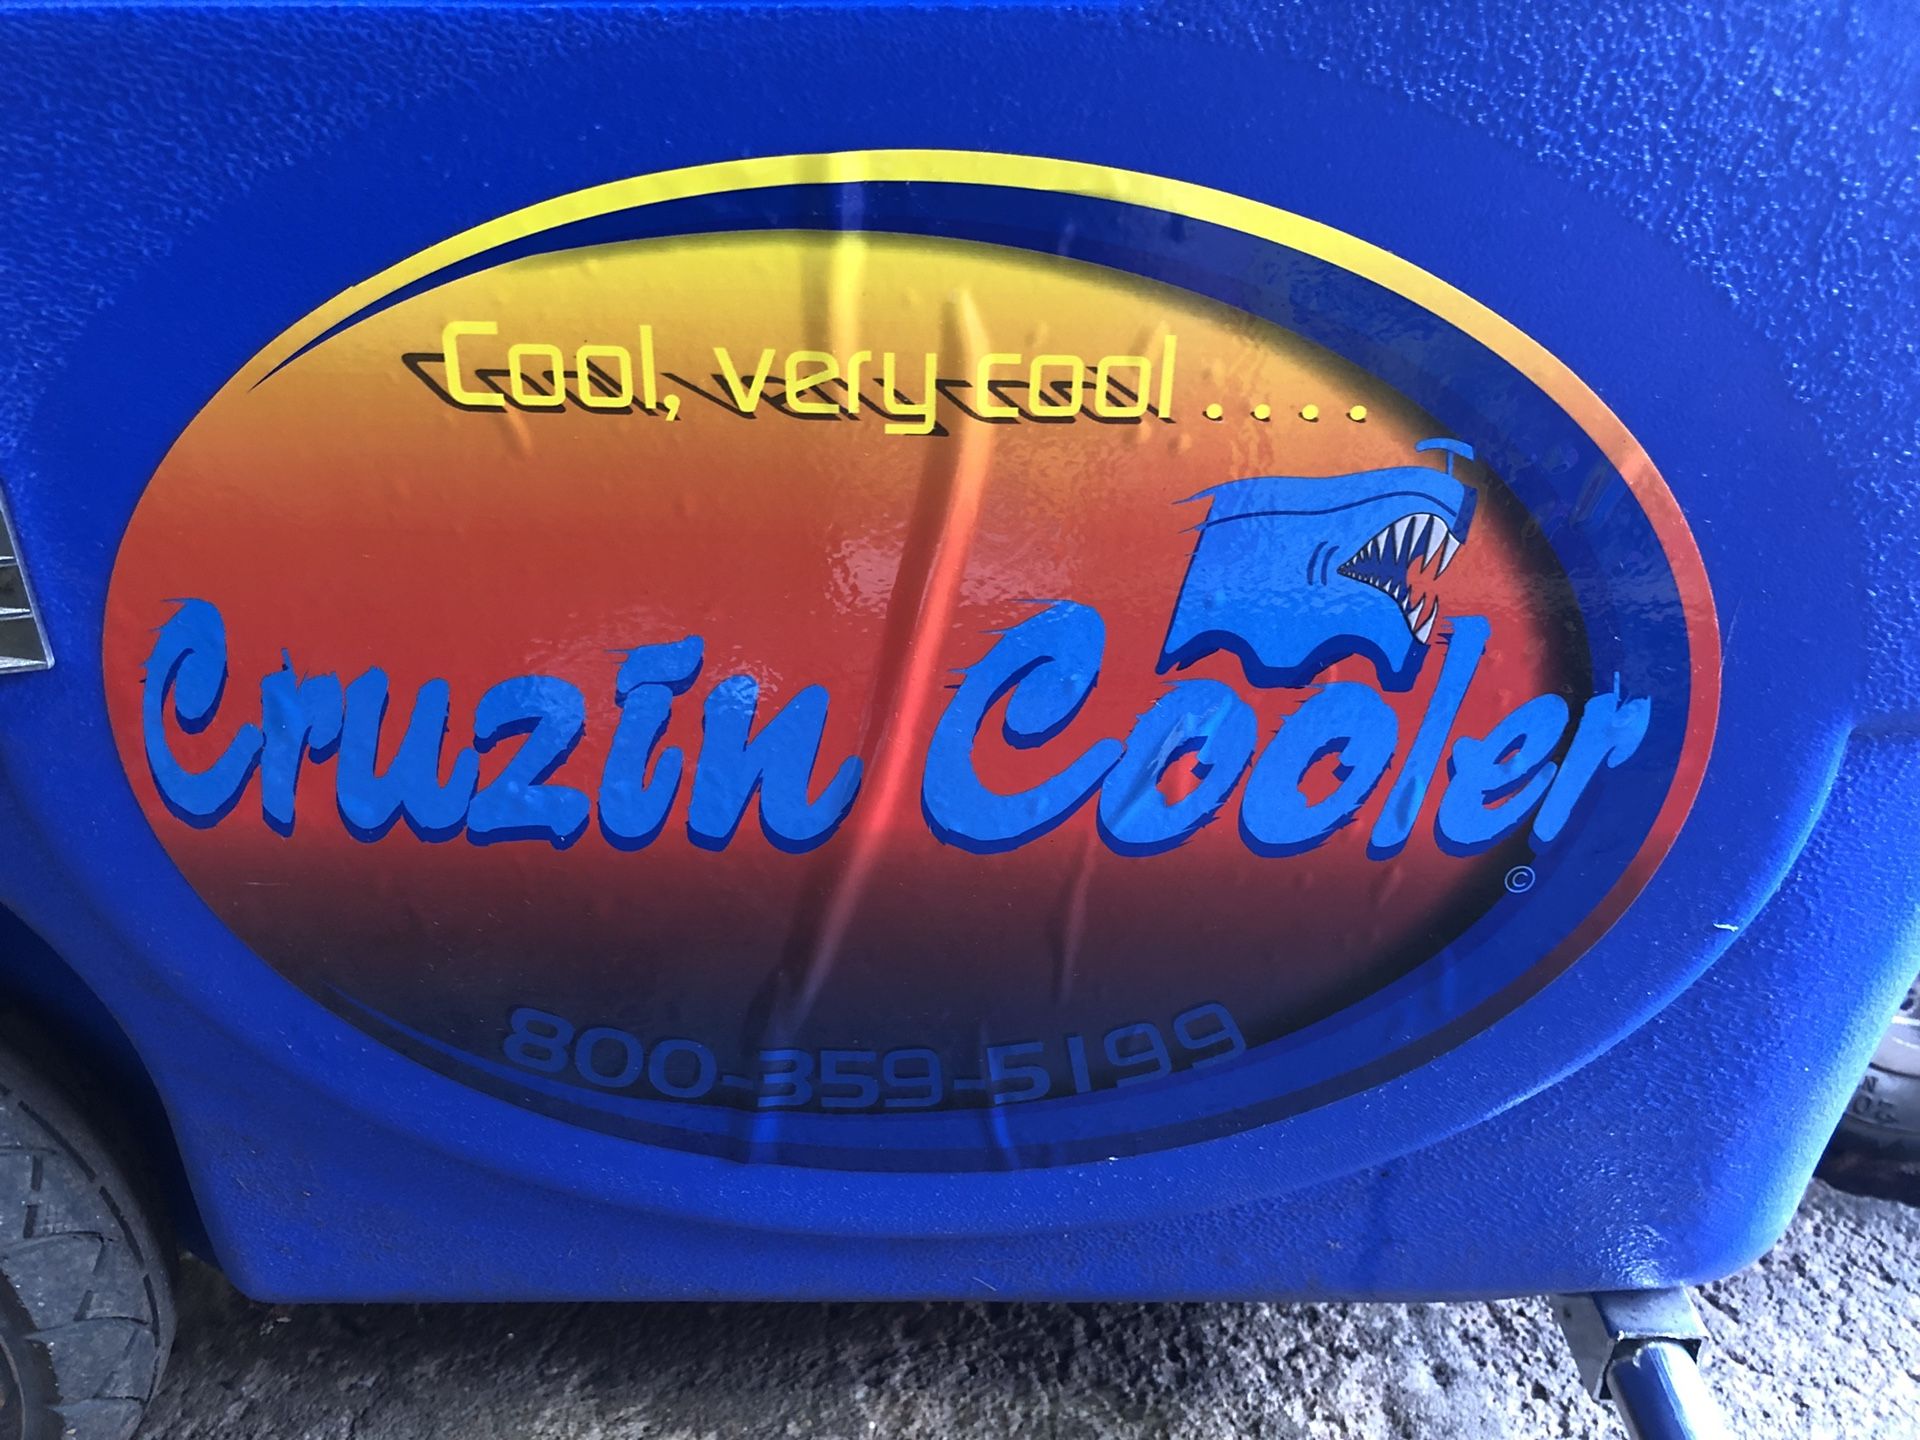 Cool, very cool....
Cruzin Cooler
©
800-359-5199